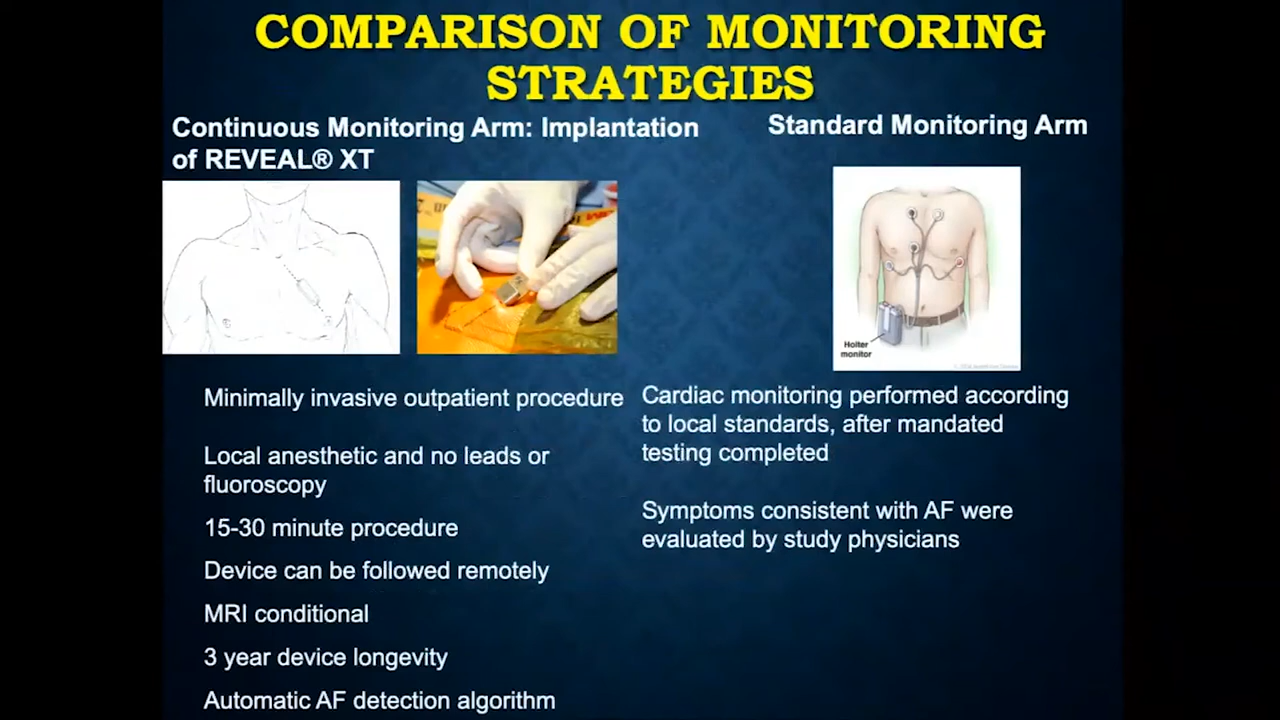 COMPARISON OF MONITORING
STRATEGIES
Continuous Monitoring Arm: Implantation
of REVEAL® XT
Standard Monitoring Arm
Holter
monitor
Minimally invasive outpatient procedure
Local anesthetic and no leads or
fluoroscopy
15-30 minute procedure
Device can be followed remotely
MRI conditional
3 year device longevity
Automatic AF detection algorithm
Cardiac monitoring performed according
to local standards, after mandated
testing completed
Symptoms consistent with AF were
evaluated by study physicians